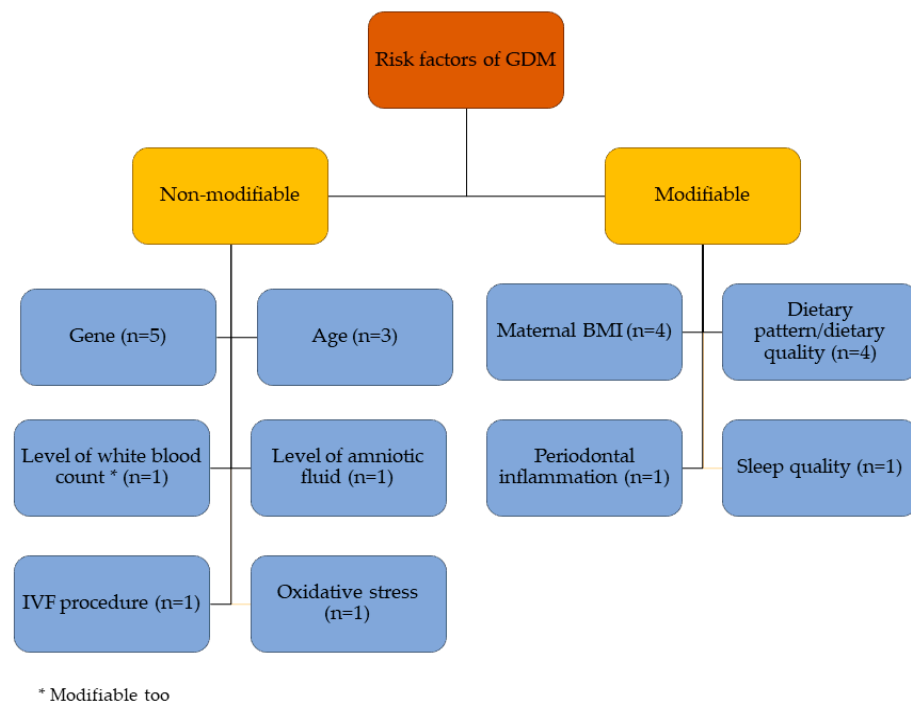 Risk factors of GDM
Non-modifiable
Modifiable
Gene (n=5)
Age (n=3)
Maternal BMI (n=4)
Dietary
pattern/dietary
quality (n=4)
Level of white blood
count * (n=1)
Level of amniotic
fluid (n=1)
Periodontal
inflammation (n=1)
Sleep quality (n=1)
IVF procedure (n=1)
Oxidative stress
(n=1)
* Modifiable too